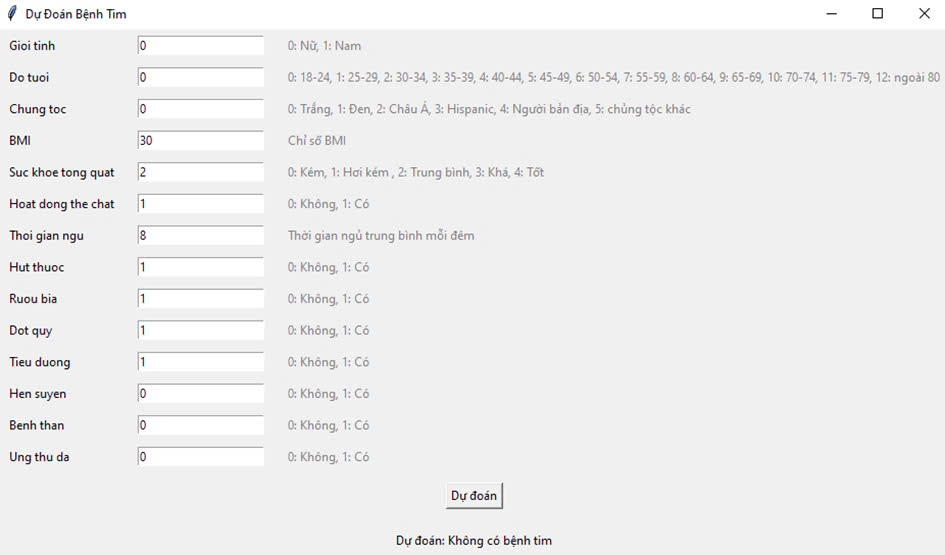 Dự Đoán Bệnh Tim
Gioi tinh 0 0: Nữ, 1: Nam
Do tuoi 0 0: 18-24, 1: 25-29, 2: 30-34, 3: 35-39, 4: 40-44, 5: 45-49, 6: 50-54, 7: 55-59, 8: 60-64, 9: 65-69, 10: 70-74, 11: 75-79, 12: ngoài 80
Chung toc 0 0: Trắng, 1: Đen, 2: Châu Á, 3: Hispanic, 4: Người bản địa, 5: chủng tộc khác
BMI 30 Chỉ số BMI
Suc khoe tong quat 2 0: Kém, 1: Hơi kém , 2: Trung bình, 3: Khá, 4: Tốt
Hoat dong the chat 1 0: Không, 1: Có
Thoi gian ngu 8 Thời gian ngủ trung bình mỗi đêm
Hut thuoc 1 0: Không, 1: Có
Ruou bia 1 0: Không, 1: Có
Dot quy 1 0: Không, 1: Có
Tieu duong 1 0: Không, 1: Có
Hen suyen 0 0: Không, 1: Có
Benh than 0 0: Không, 1: Có
Ung thu da 0 0: Không, 1: Có
Dự đoán
Dự đoán: Không có bệnh tim